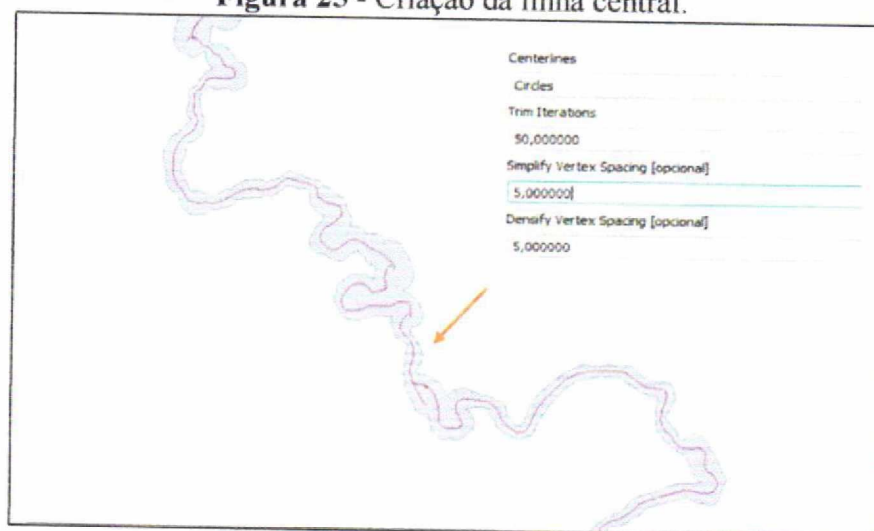 Figura 25 - Criação da linha central.
Centerlines
Circles
Trim Iterations
50,000000
Simplify Vertex Spacing [opcional]
5,000000
Densify Vertex Spacing [opcional]
5,000000